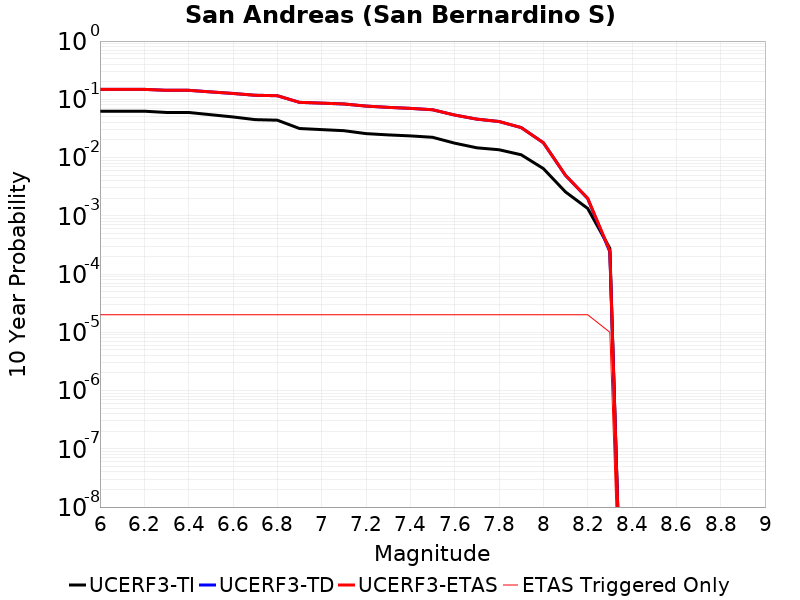 San Andreas (San Bernardino S)
10^0
10^-1
10^-2
10^-3
10^-4
10^-5
10^-6
10^-7
10^-8
10 Year Probability
6 6.2 6.4 6.6 6.8 7 7.2 7.4 7.6 7.8 8 8.2 8.4 8.6 8.8 9
Magnitude
UCERF3-TI UCERF3-TD UCERF3-ETAS ETAS Triggered Only